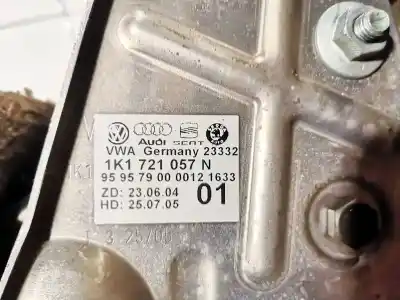 Audi SEAT
VWA Germany 23332
1K1 721 057 N
95 95 79 00 0012 1633
ZD: 23.06.04
HD: 25.07.05
01